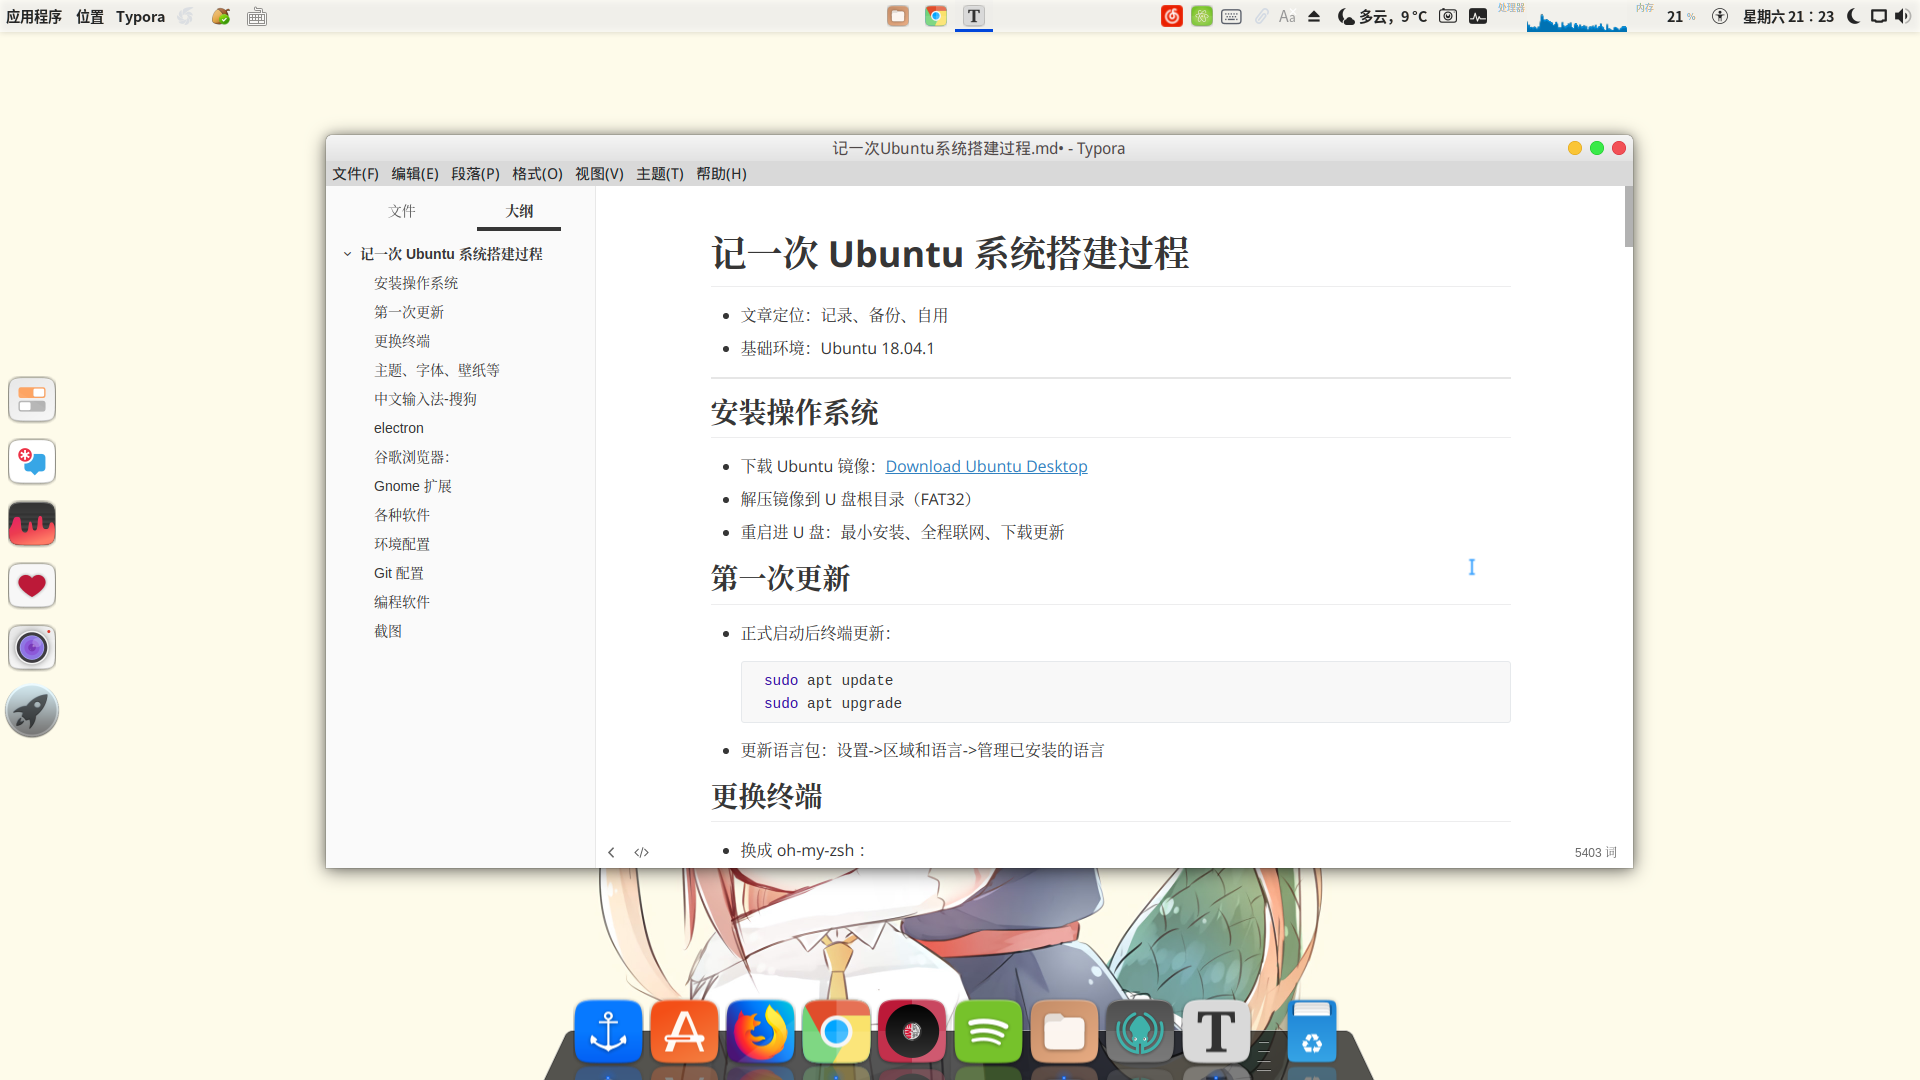 应用程序 位置 Typora
T
Aa
多云，9 °C
处理器
内存
21 %
星期六 21：23
记一次Ubuntu系统搭建过程.md• - Typora
文件(F) 编辑(E) 段落(P) 格式(O) 视图(V) 主题(T) 帮助(H)
文件 大纲
记一次 Ubuntu 系统搭建过程
安装操作系统
第一次更新
更换终端
主题、字体、壁纸等
中文输入法-搜狗
electron
谷歌浏览器：
Gnome 扩展
各种软件
环境配置
Git 配置
编程软件
截图
记一次 Ubuntu 系统搭建过程
文章定位：记录、备份、自用
基础环境：Ubuntu 18.04.1
安装操作系统
下载 Ubuntu 镜像：Download Ubuntu Desktop
解压镜像到 U 盘根目录（FAT32）
重启进 U 盘：最小安装、全程联网、下载更新
第一次更新
正式启动后终端更新：
sudo apt update
sudo apt upgrade
更新语言包：设置->区域和语言->管理已安装的语言
更换终端
换成 oh-my-zsh：
</>
5403 词
T